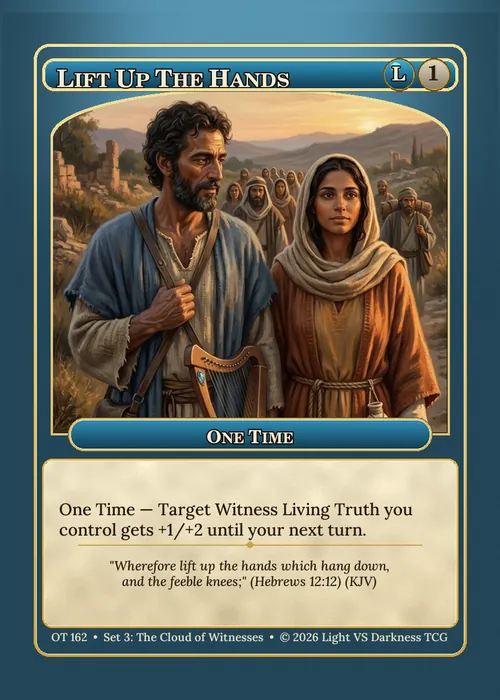 LIFT UP THE HANDS L 1
ONE TIME
One Time — Target Witness Living Truth you
control gets +1/+2 until your next turn.
"Wherefore lift up the hands which hang down,
and the feeble knees;" (Hebrews 12:12) (KJV)
OT 162 • Set 3: The Cloud of Witnesses • © 2026 Light VS Darkness TCG